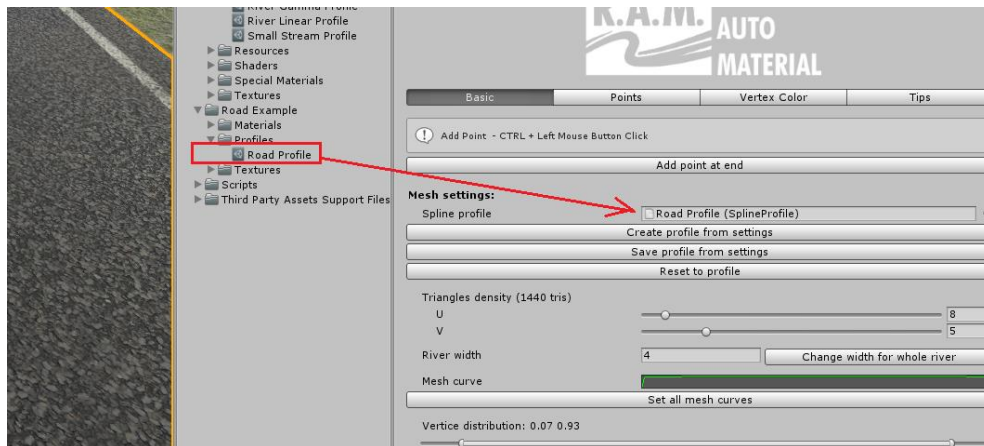 River Gamma Profile
River Linear Profile
Small Stream Profile
Resources
Shaders
Special Materials
Textures
Road Example
Materials
Profiles
Road Profile
Textures
Scripts
Third Party Assets Support Files
R.A.M.
AUTO
MATERIAL
Basic Points Vertex Color Tips
Add Point - CTRL + Left Mouse Button Click
Add point at end
Mesh settings:
Spline profile Road Profile (SplineProfile)
Create profile from settings
Save profile from settings
Reset to profile
Triangles density (1440 tris)
U 8
V 5
River width 4 Change width for whole river
Mesh curve
Set all mesh curves
Vertice distribution: 0.07 0.93